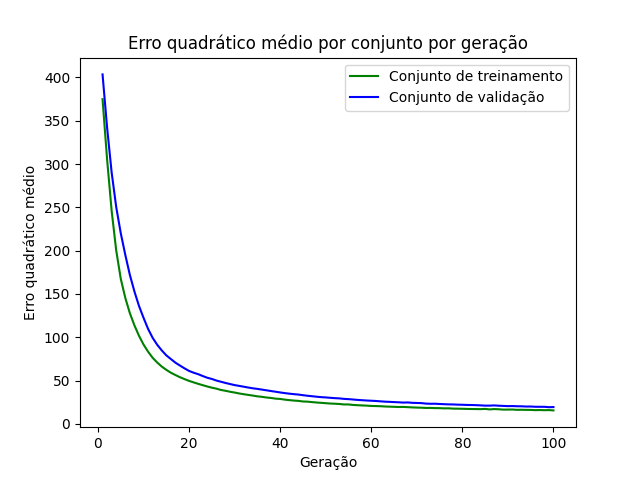 Erro quadrático médio por conjunto por geração
Conjunto de treinamento
Conjunto de validação
Erro quadrático médio
400
350
300
250
200
150
100
50
0
0 20 40 60 80 100
Geração